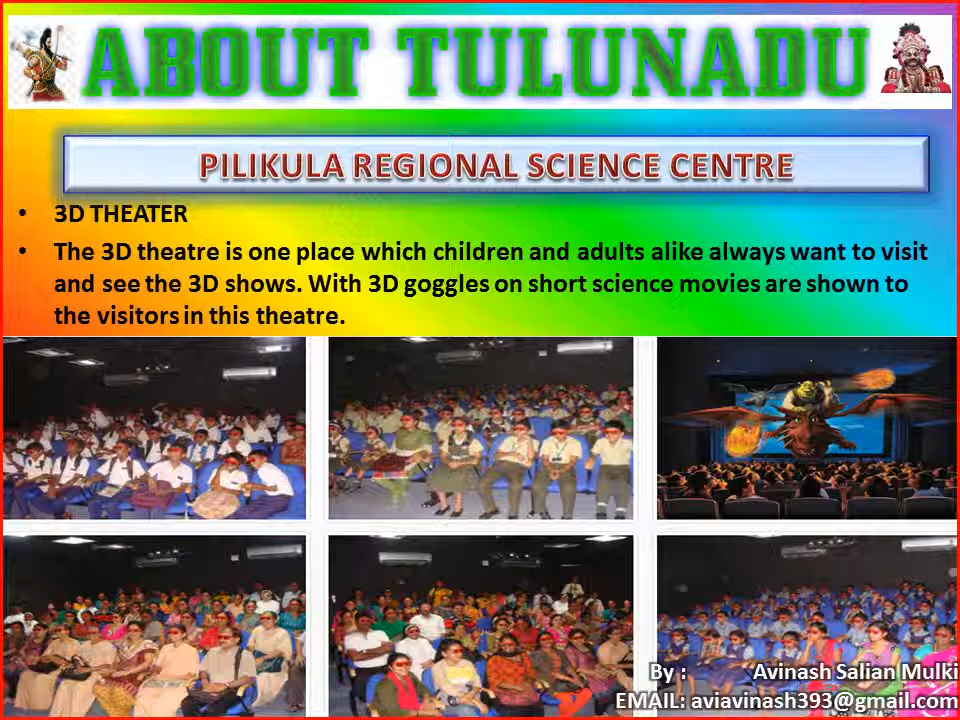 ABOUT TULUNADU
PILIKULA REGIONAL SCIENCE CENTRE
• 3D THEATER
• The 3D theatre is one place which children and adults alike always want to visit
and see the 3D shows. With 3D goggles on short science movies are shown to
the visitors in this theatre.
By : Avinash Salian Mulki
EMAIL: aviavinash393@gmail.com